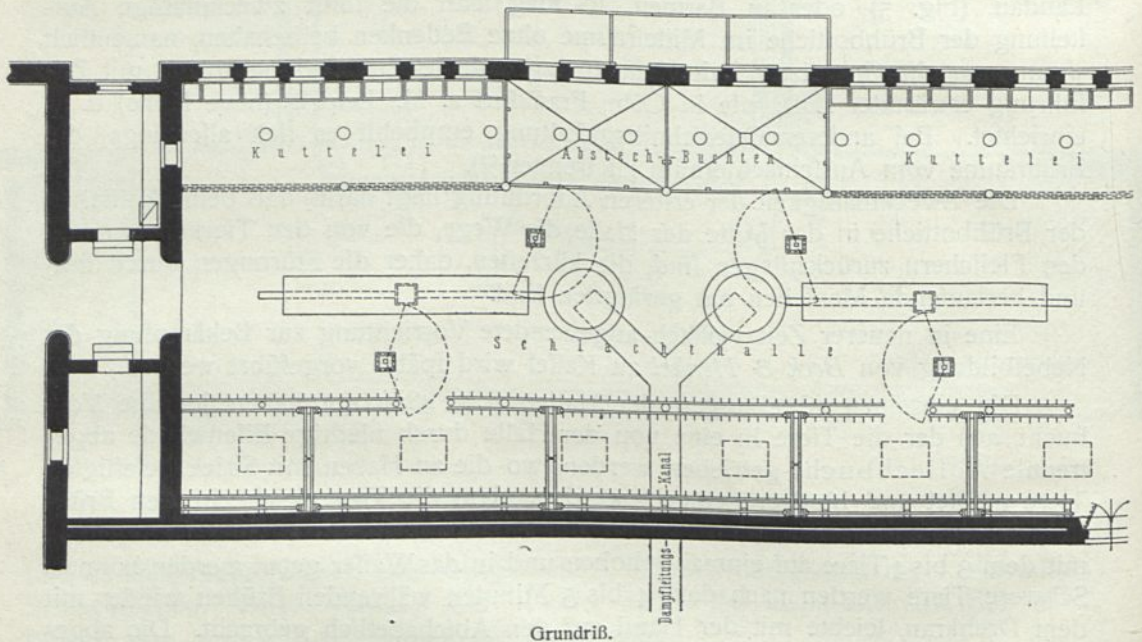 Kuttelei
Abstech-Buchten
Kuttelei
Schlachthalle
Dampfleitungs-Kanal
Grundriß.